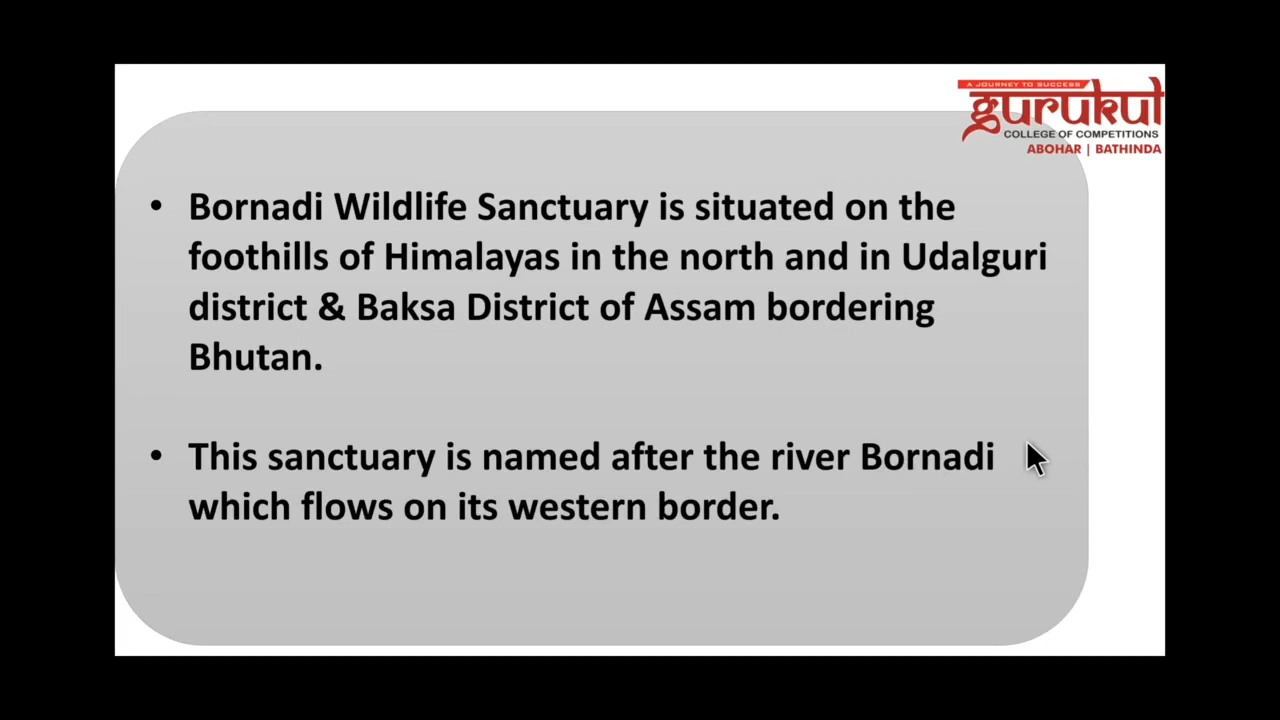 A JOURNEY TO SUCCESS
gurukul
COLLEGE OF COMPETITIONS
ABOHAR | BATHINDA
• Bornadi Wildlife Sanctuary is situated on the
foothills of Himalayas in the north and in Udalguri
district & Baksa District of Assam bordering
Bhutan.
• This sanctuary is named after the river Bornadi
which flows on its western border.